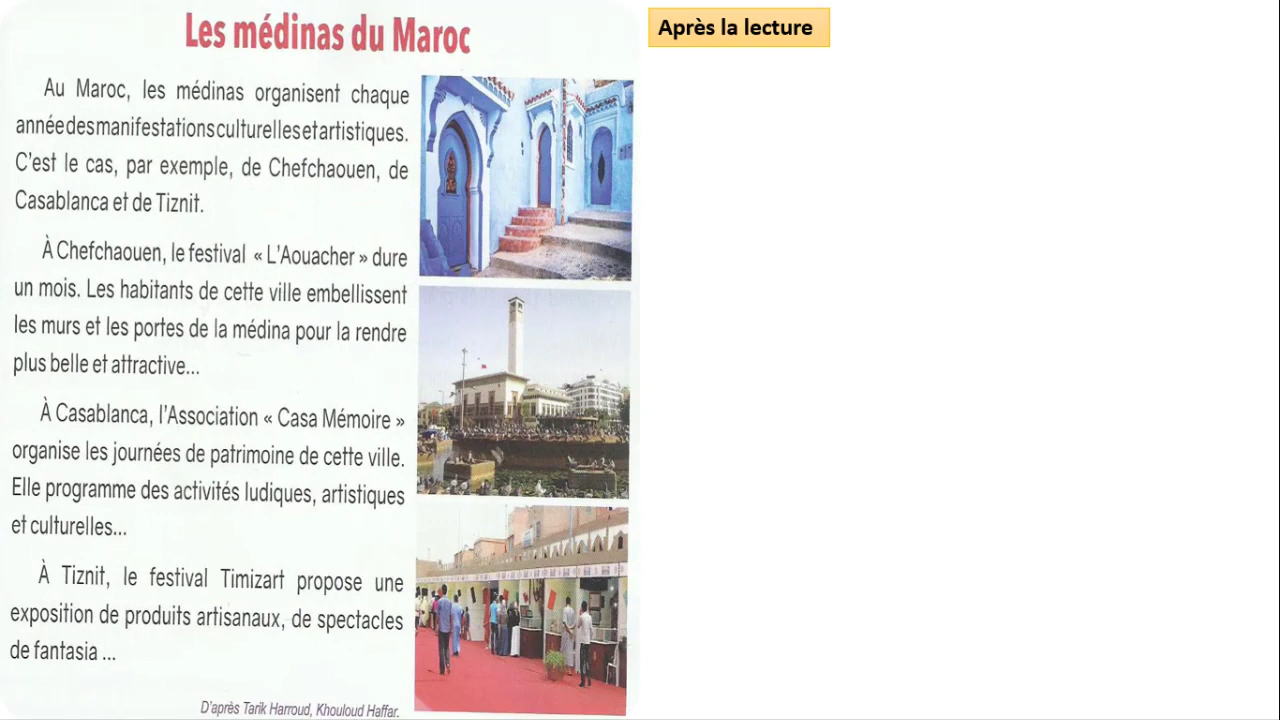 Les médinas du Maroc
Après la lecture
Au Maroc, les médinas organisent chaque
année des manifestations culturelles et artistiques.
C'est le cas, par exemple, de Chefchaouen, de
Casablanca et de Tiznit.
À Chefchaouen, le festival « L'Aouacher » dure
un mois. Les habitants de cette ville embellissent
les murs et les portes de la médina pour la rendre
plus belle et attractive...
À Casablanca, l'Association « Casa Mémoire »
organise les journées de patrimoine de cette ville.
Elle programme des activités ludiques, artistiques
et culturelles...
À Tiznit, le festival Timizart propose une
exposition de produits artisanaux, de spectacles
de fantasia ...
D'après Tarik Harroud, Khouloud Haffar.